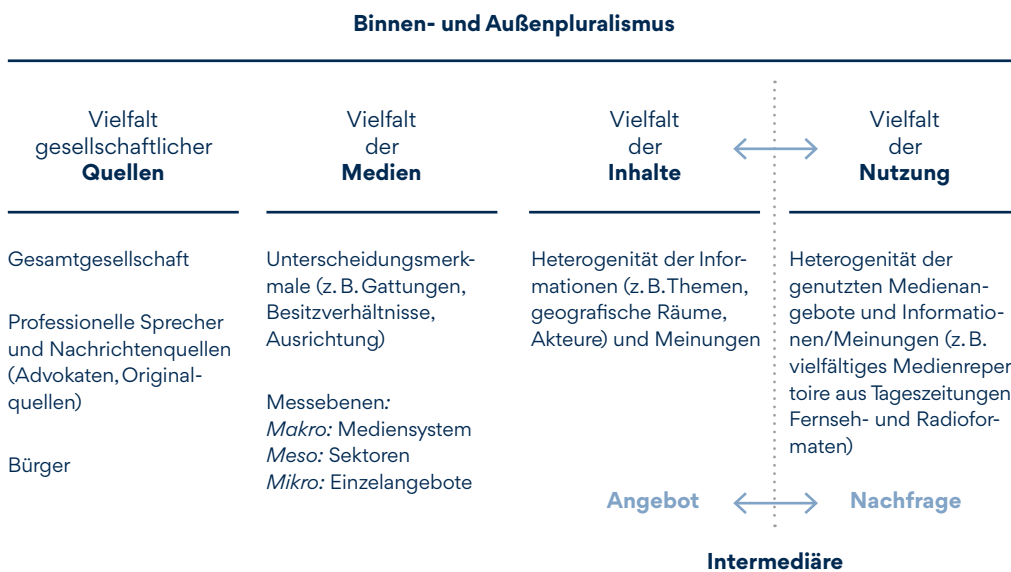 Binnen- und Außenpluralismus
Vielfalt
gesellschaftlicher
Quellen
Gesamtgesellschaft
Professionelle Sprecher
und Nachrichtenquellen
(Advokaten, Original-
quellen)
Bürger
Vielfalt
der
Medien
Unterscheidungsmerk-
male (z. B. Gattungen,
Besitzverhältnisse,
Ausrichtung)
Messebenen:
Makro: Mediensystem
Meso: Sektoren
Mikro: Einzelangebote
Vielfalt
der
Inhalte
Heterogenität der Infor-
mationen (z. B. Themen,
geografische Räume,
Akteure) und Meinungen
Vielfalt
der
Nutzung
Heterogenität der
genutzten Medienan-
gebote und Informatio-
nen/Meinungen (z. B.
vielfältiges Medienreper
toire aus Tageszeitungen
Fernseh- und Radiofor-
maten)
Angebot
Nachfrage
Intermediäre